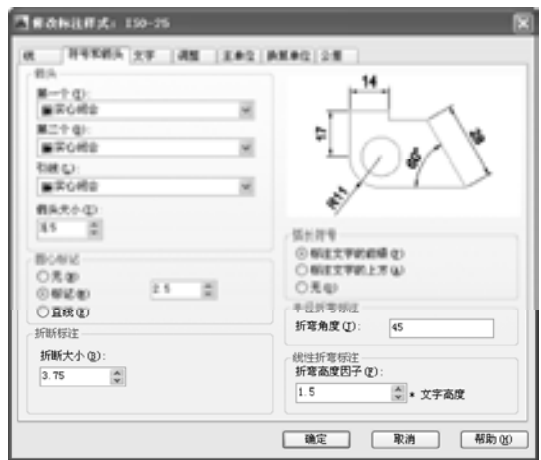 修改标注样式: ISO-25
线 符号和箭头 文字 调整 主单位 换算单位 公差
箭头
第一个(T):
实心闭合
第二个(D):
实心闭合
引线(L):
实心闭合
箭头大小(I):
圆心标记
无(N)
标记(M) 2.5
直线(E)
折断标注
折断大小(B):
3.75
14
17
R11
60°
弧长符号
标注文字的前缀(P)
标注文字的上方(A)
无(O)
半径折弯标注
折弯角度(J): 45
线性折弯标注
折弯高度因子(F):
1.5 * 文字高度
确定 取消 帮助(H)